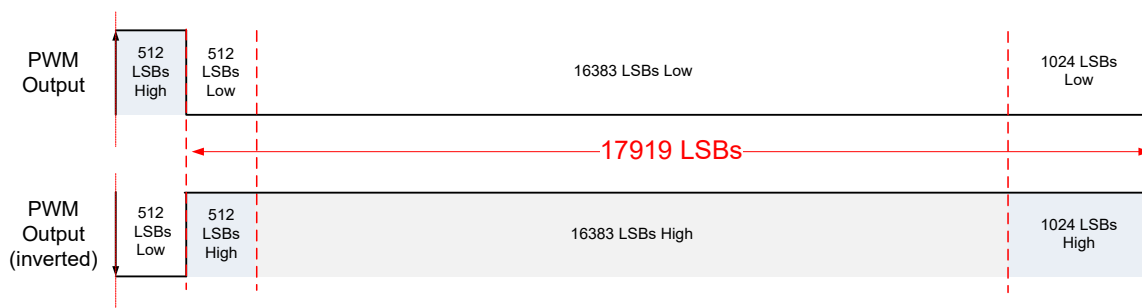 PWM
Output
512
LSBs
High
512
LSBs
Low
16383 LSBs Low
1024 LSBs
Low
17919 LSBs
PWM
Output
(inverted)
512
LSBs
Low
512
LSBs
High
16383 LSBs High
1024 LSBs
High